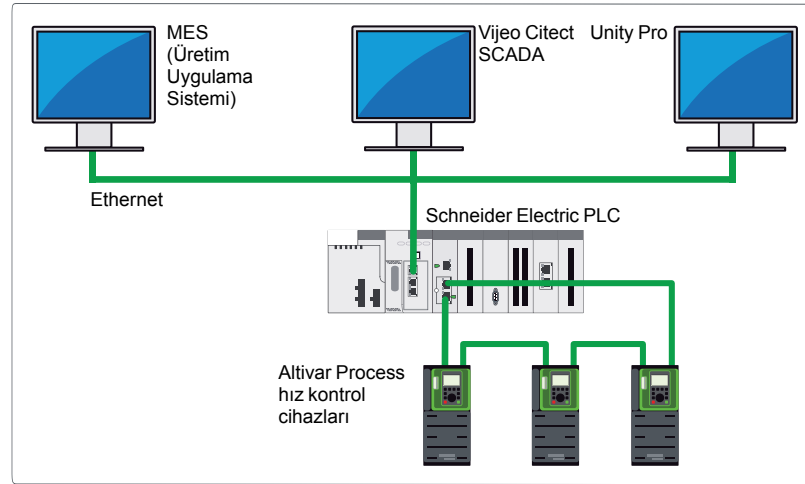 MES
(Üretim
Uygulama
Sistemi)
Vijeo Citect
SCADA
Unity Pro
Ethernet
Schneider Electric PLC
Altivar Process
hız kontrol
cihazları